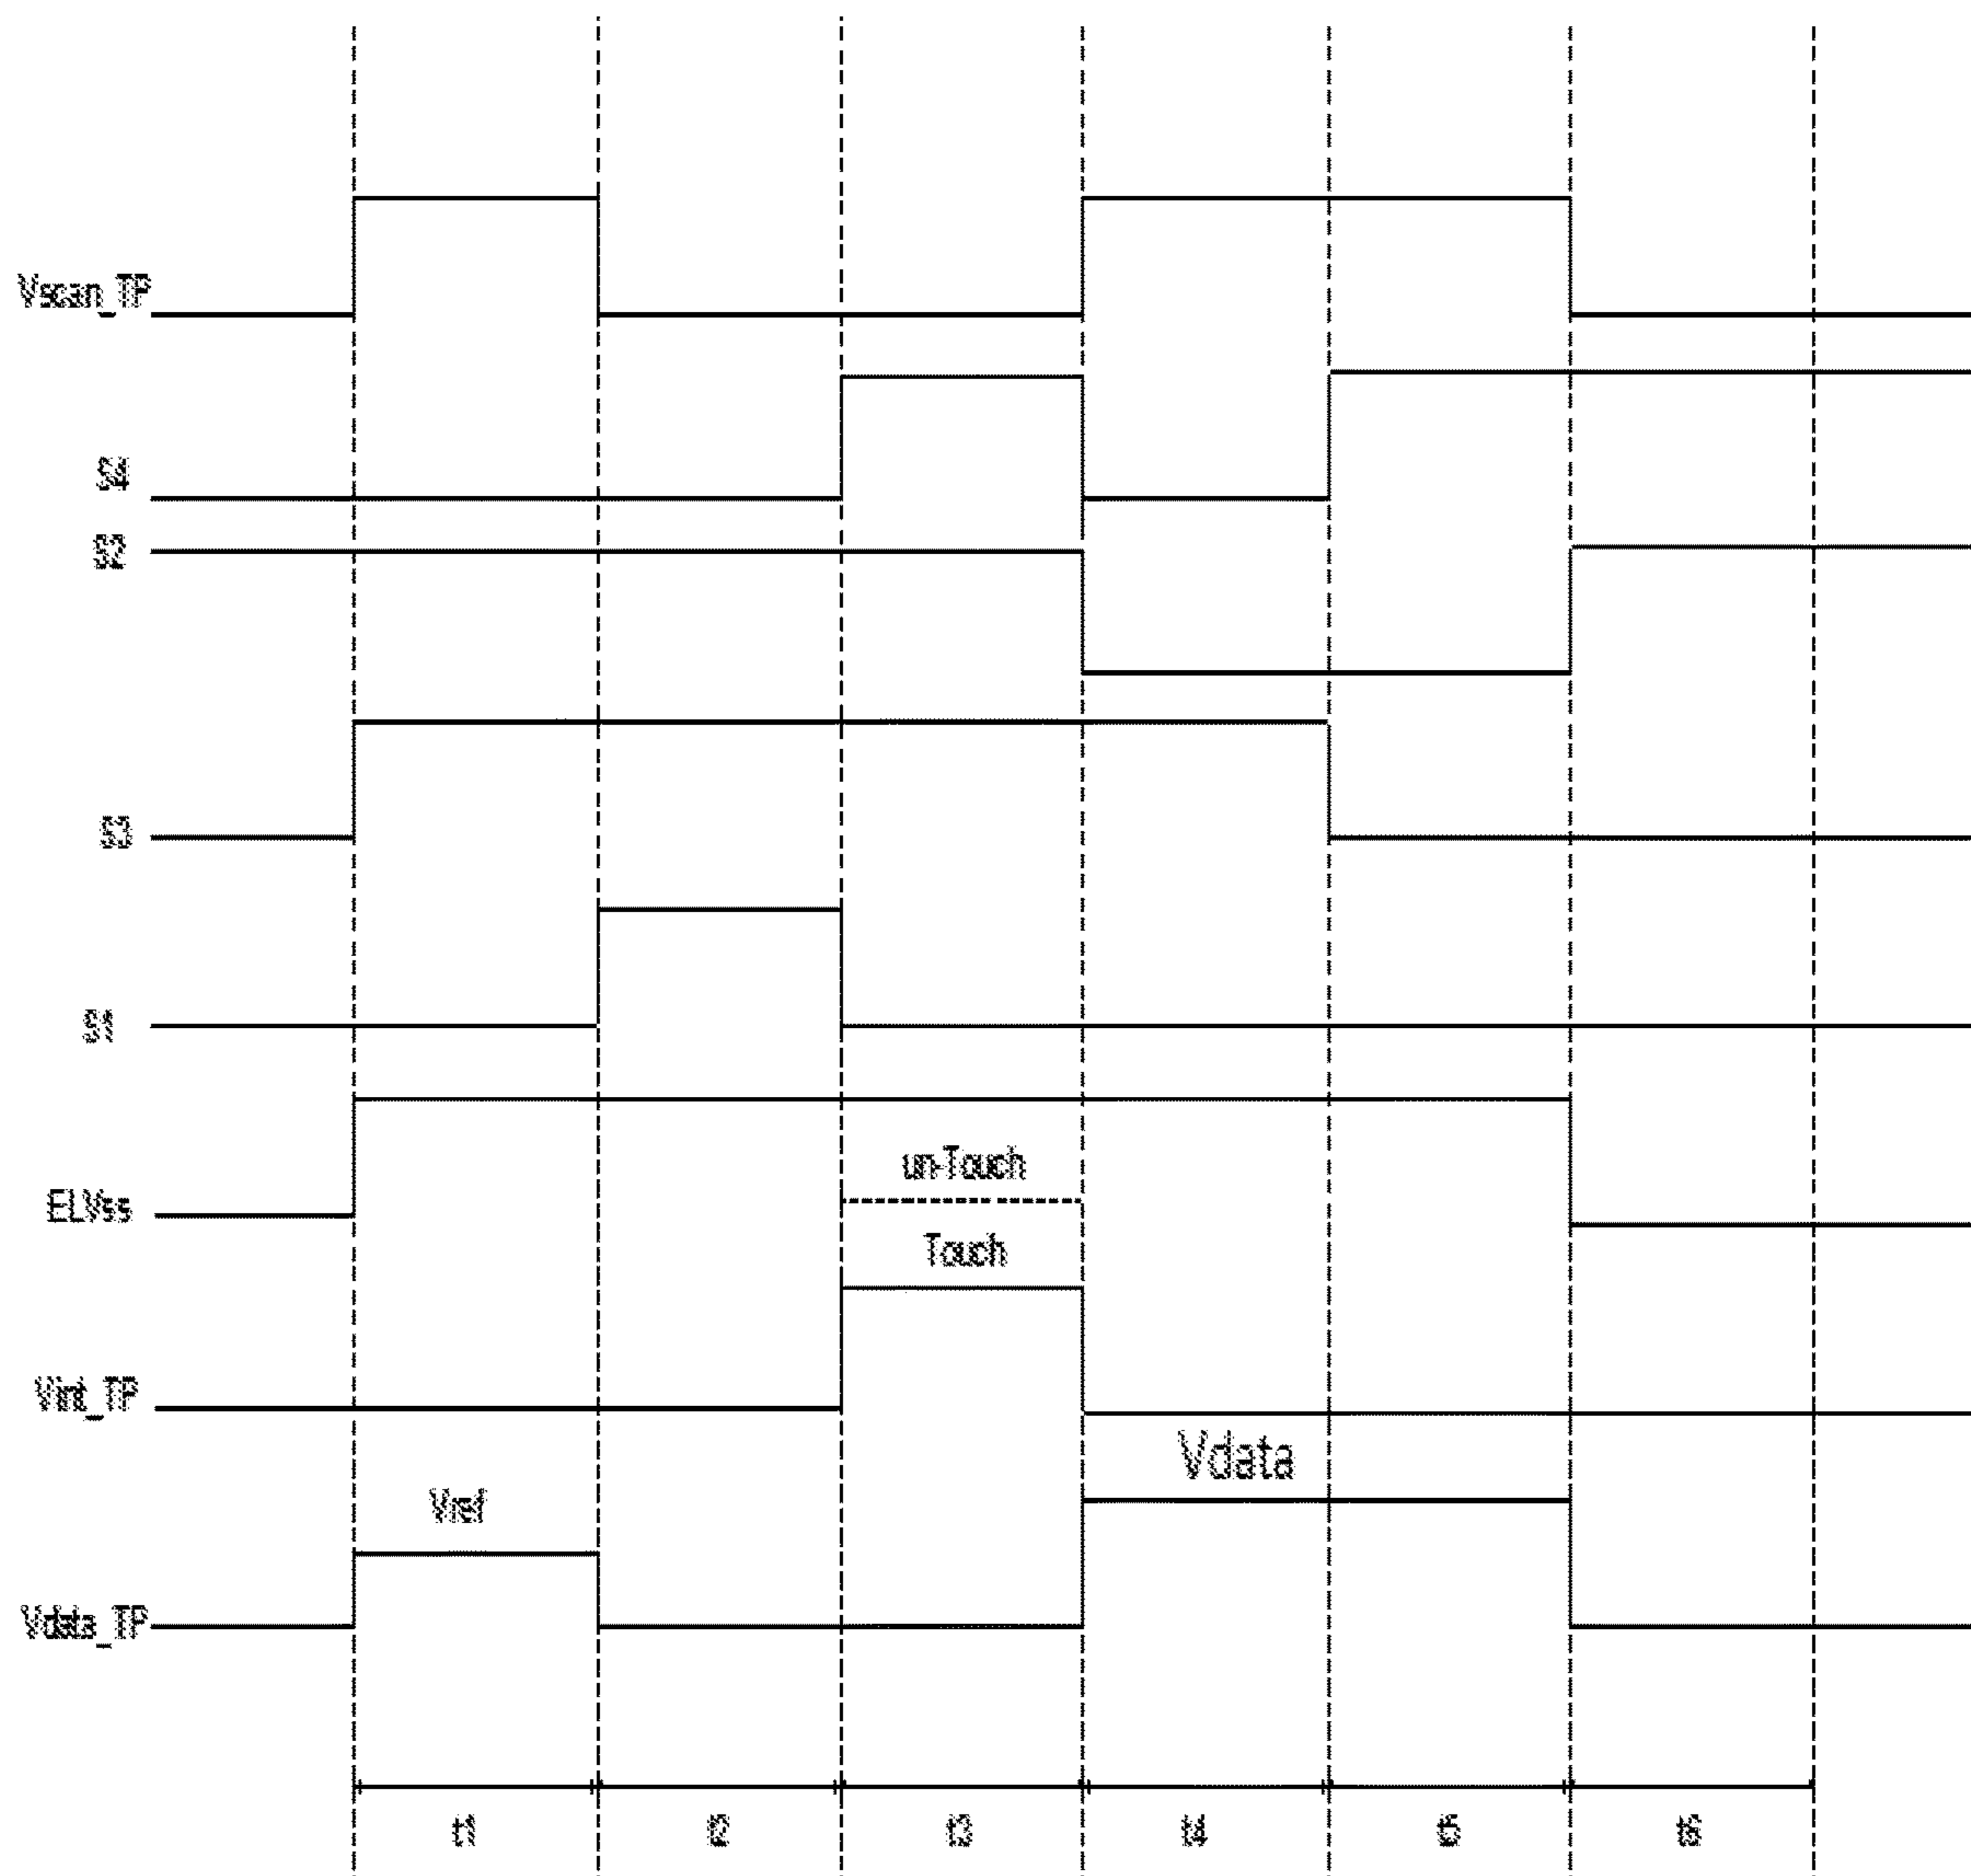 Vscan_TP
S4
S2
S3
S1
un-Touch
ELVss
Touch
Vint_TP
Vdata
Vref
Vdata_TP
t1 t2 t3 t4 t5 t6